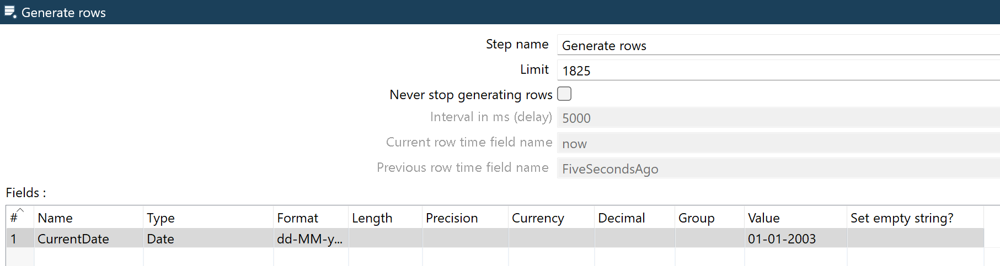 Generate rows
Step name Generate rows
Limit 1825
Never stop generating rows
Interval in ms (delay) 5000
Current row time field name now
Previous row time field name FiveSecondsAgo
Fields :
# Name Type Format Length Precision Currency Decimal Group Value Set empty string?
1 CurrentDate Date dd-MM-y... 01-01-2003